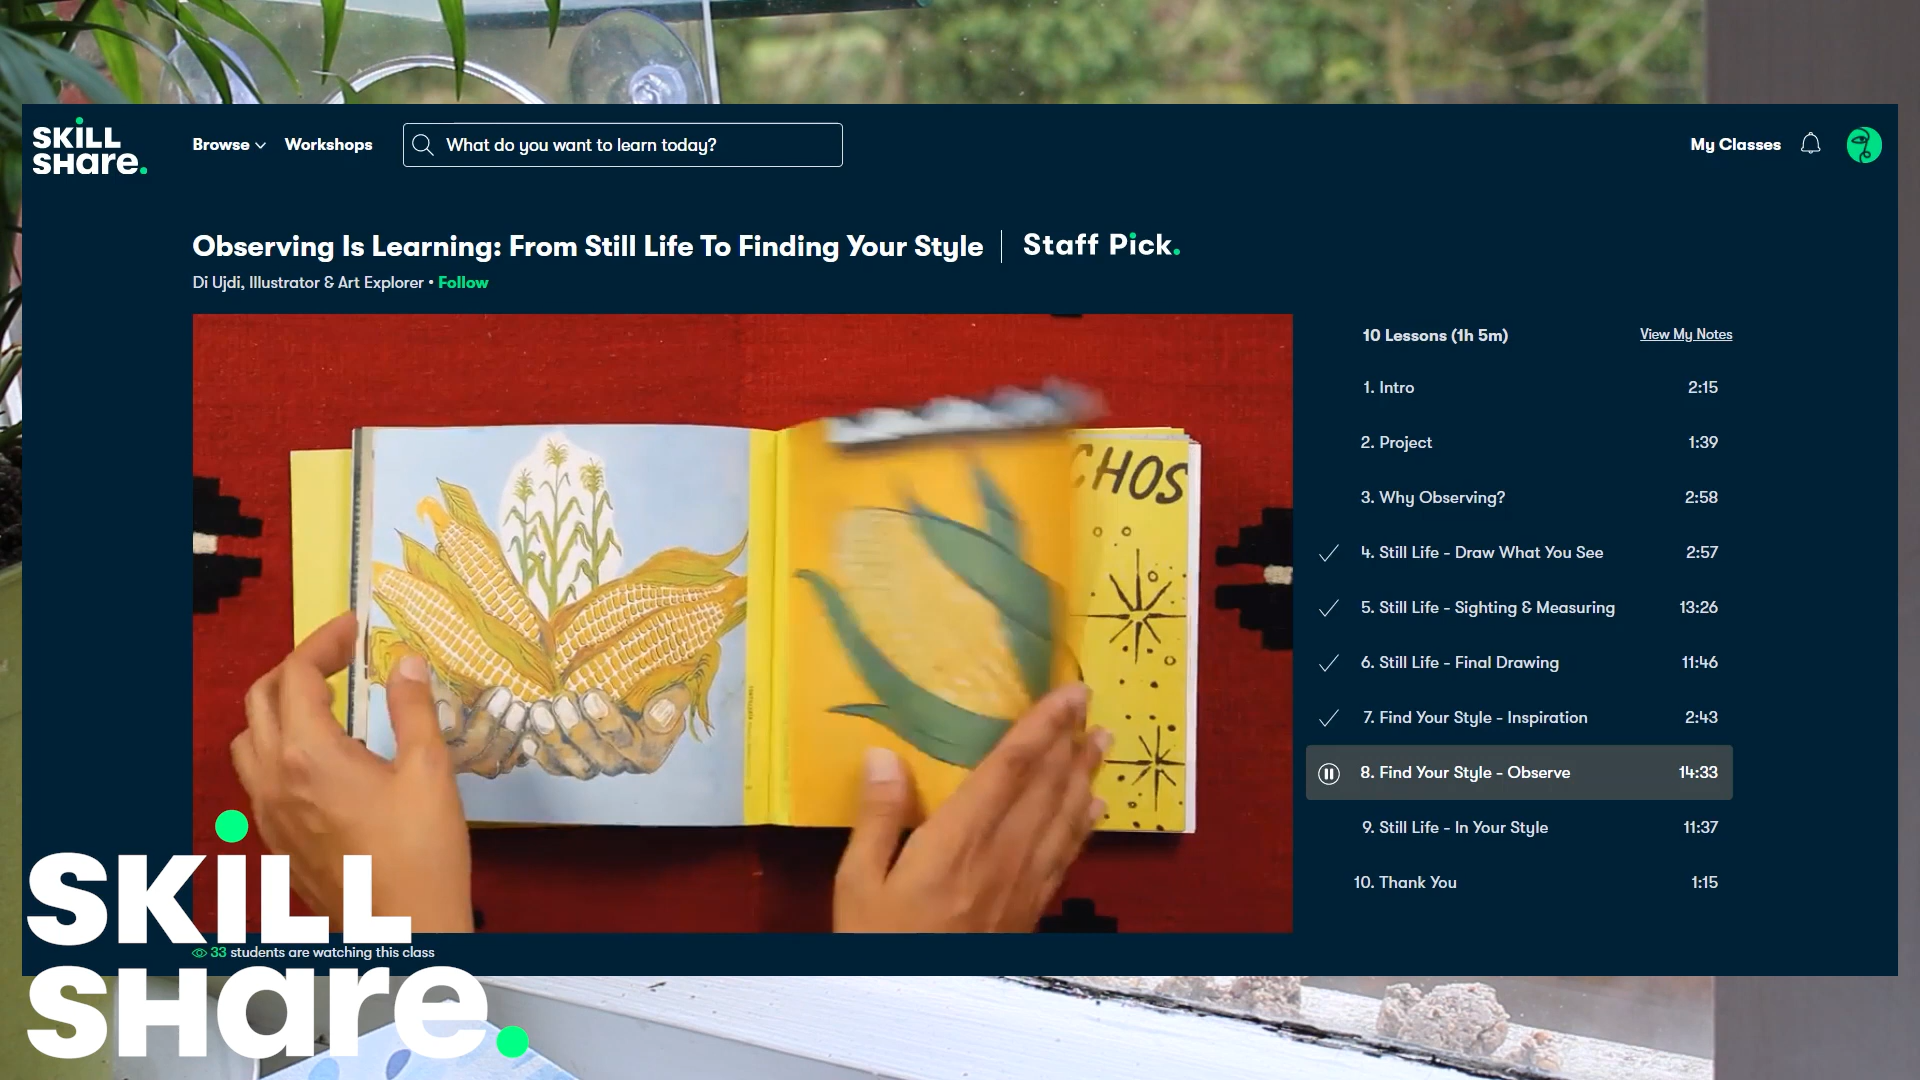 SKILL
SHare.
Browse
Workshops
What do you want to learn today?
My Classes
Observing Is Learning: From Still Life To Finding Your Style
Staff Pick.
Di Ujdi, Illustrator & Art Explorer • Follow
10 Lessons (1h 5m)
View My Notes
1. Intro 2:15
2. Project 1:39
3. Why Observing? 2:58
4. Still Life - Draw What You See 2:57
5. Still Life - Sighting & Measuring 13:26
6. Still Life - Final Drawing 11:46
7. Find Your Style - Inspiration 2:43
8. Find Your Style - Observe 14:33
9. Still Life - In Your Style 11:37
10. Thank You 1:15
CHOS
33 students are watching this class
SKILL
SHare.